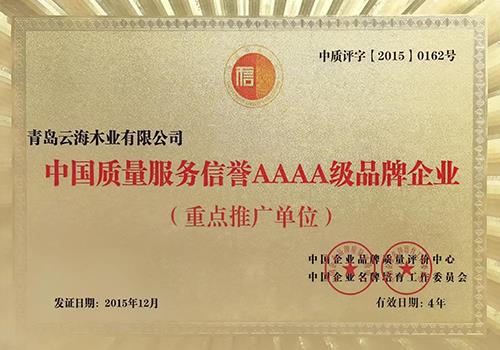 中质评字【2015】0162号
信
青岛云海木业有限公司
中国质量服务信誉AAAA级品牌企业
（重点推广单位）
中国企业品牌质量评价中心
中国企业名牌培育工作委员会
发证日期：2015年12月
有效日期：4年